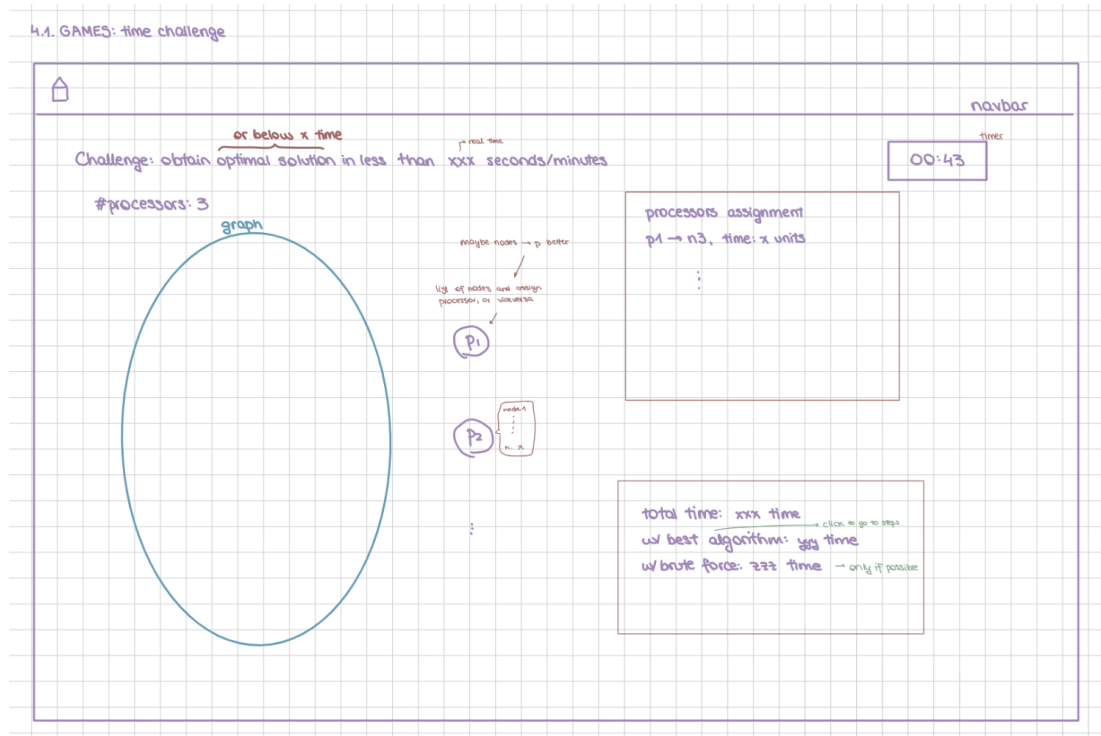 4.1. GAMES: time challenge
navbar
or below x time
real time
timer
Challenge: obtain optimal solution in less than xxx seconds/minutes
00:43
#processors: 3
graph
processors assignment
p1 → n3, time: x units
⋮
maybe nodes → p better
list of nodes and assign
processor, or viceversa
P1
P2
node 1
⋮
n. x
⋮
total time: xxx time
→ click to go to steps
w/ best algorithm: yyy time
w/ brute force: zzz time → only if possible